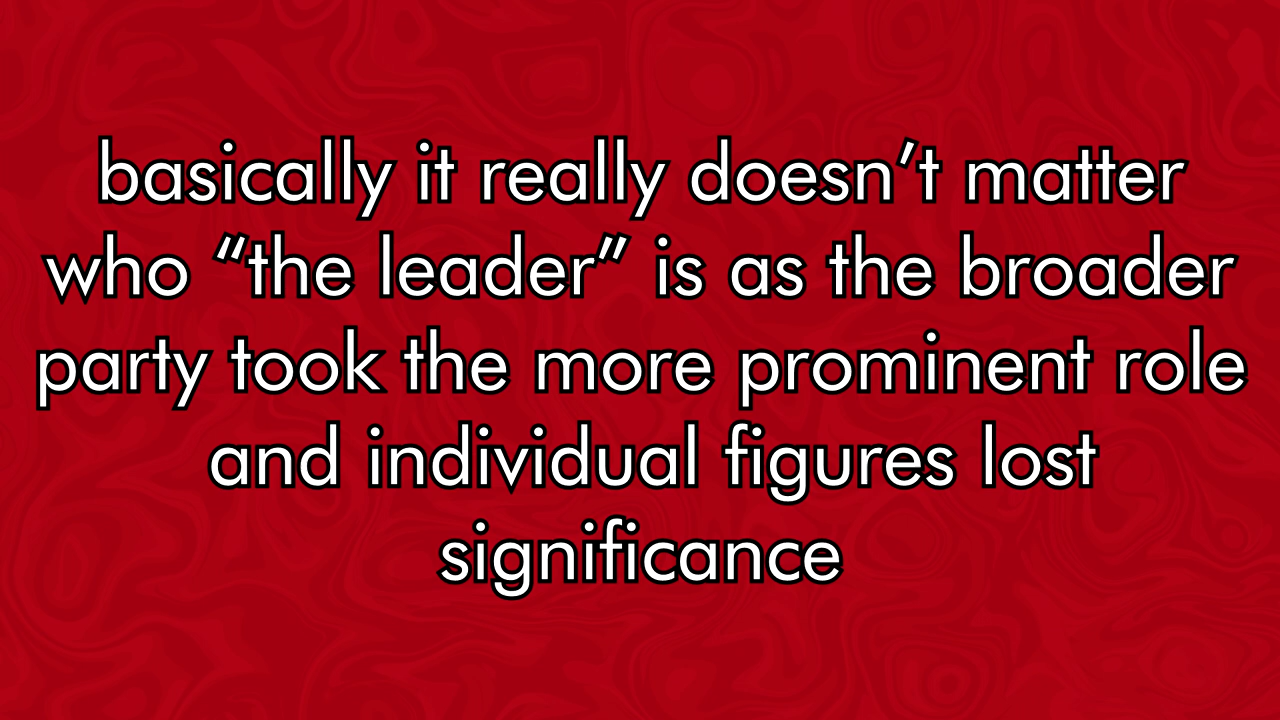 basically it really doesn’t matter
who “the leader” is as the broader
party took the more prominent role
and individual figures lost
significance